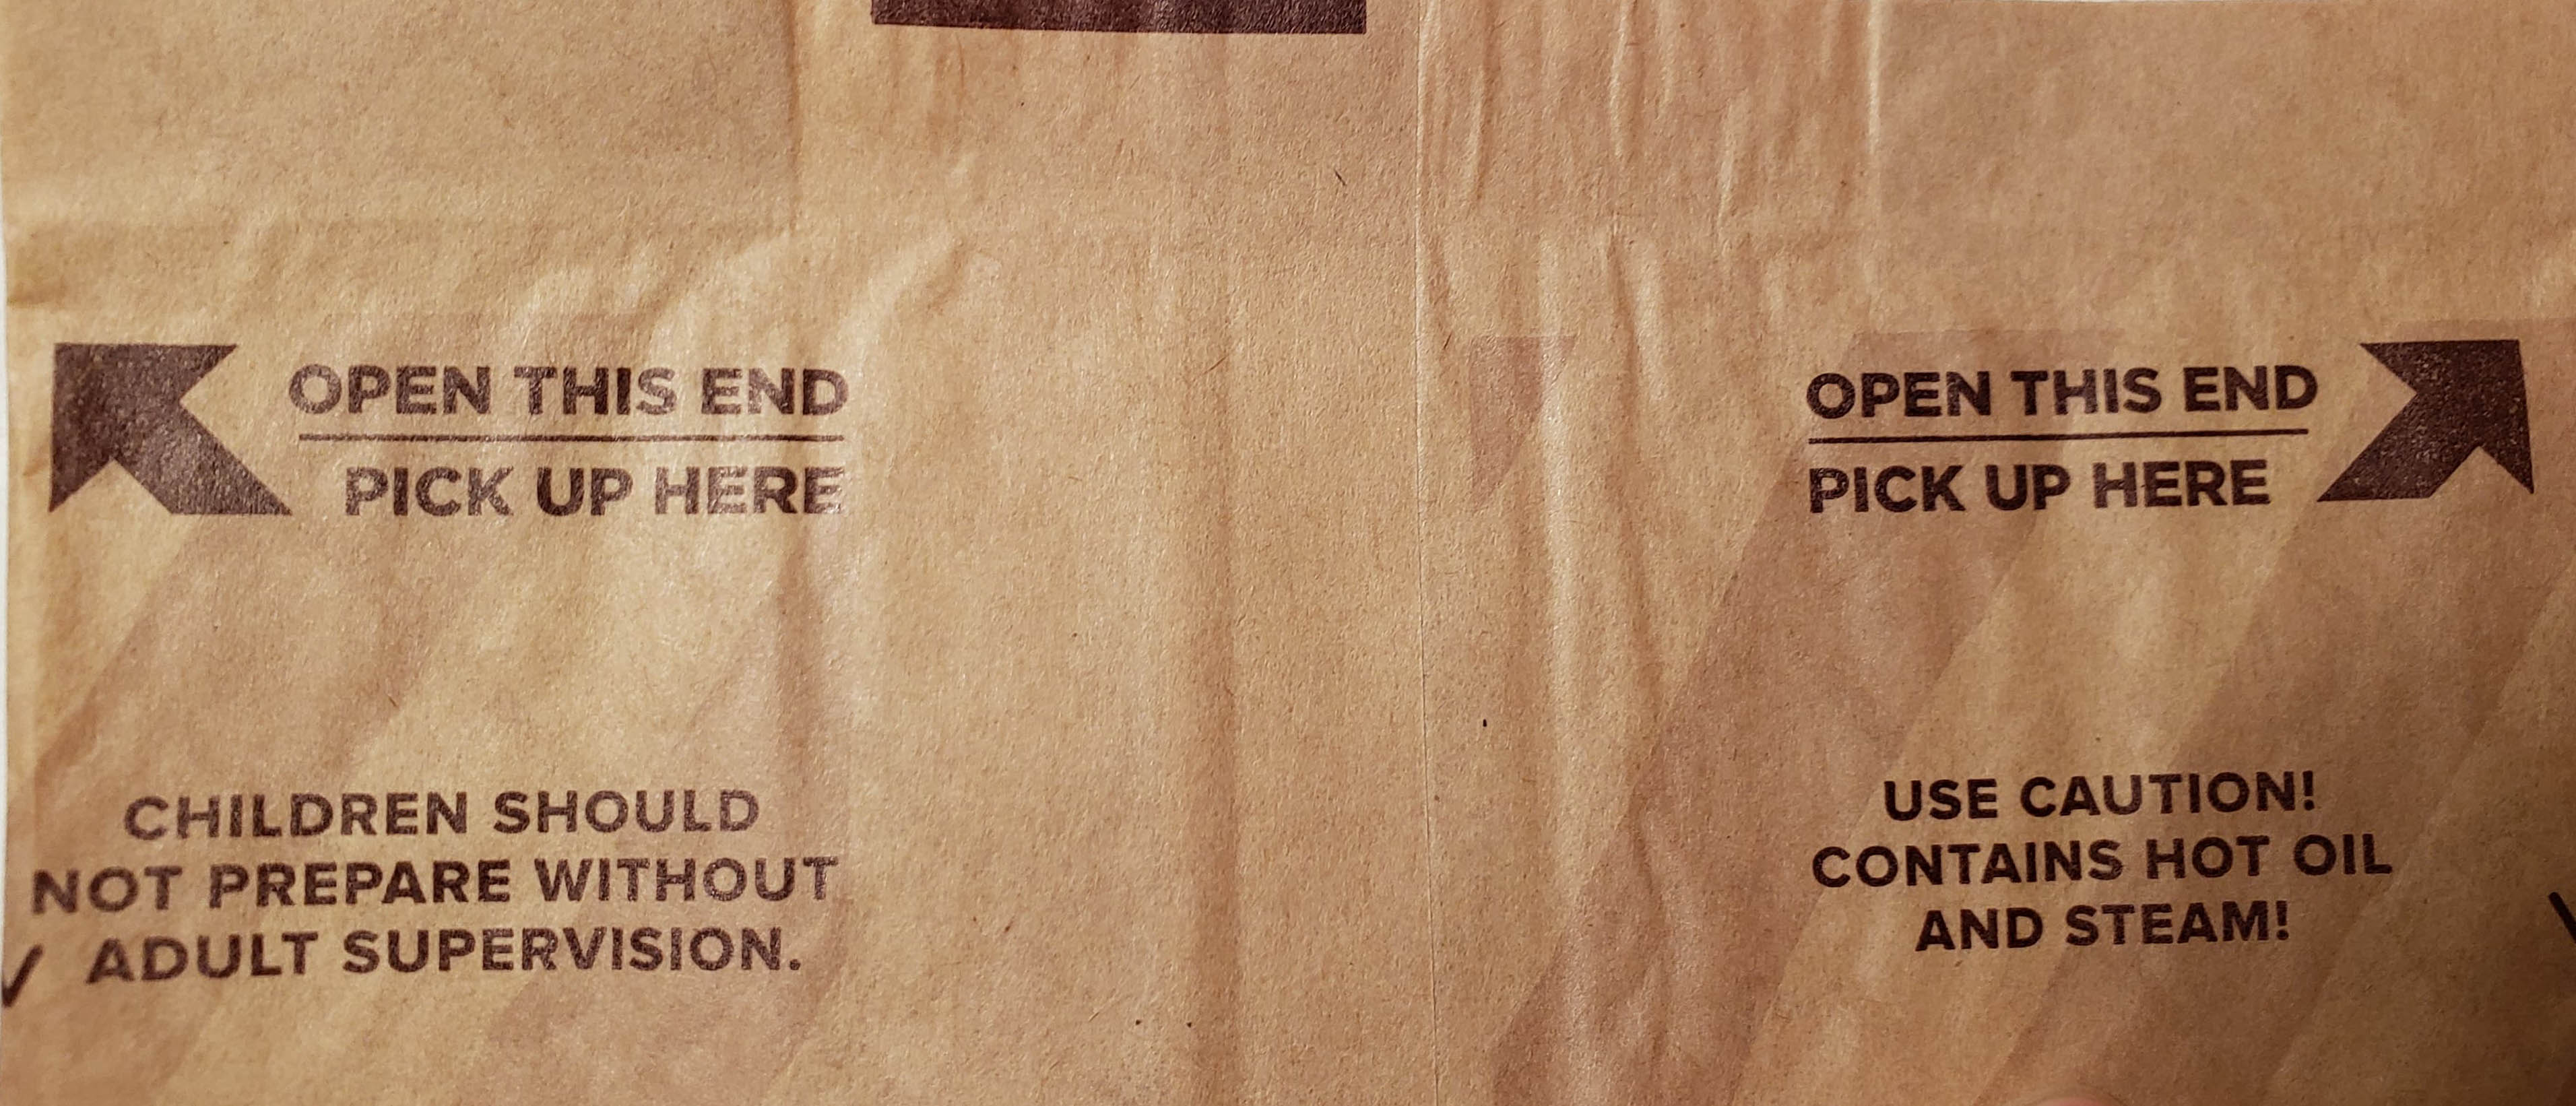 OPEN THIS END
PICK UP HERE
OPEN THIS END
PICK UP HERE
CHILDREN SHOULD
NOT PREPARE WITHOUT
ADULT SUPERVISION.
USE CAUTION!
CONTAINS HOT OIL
AND STEAM!